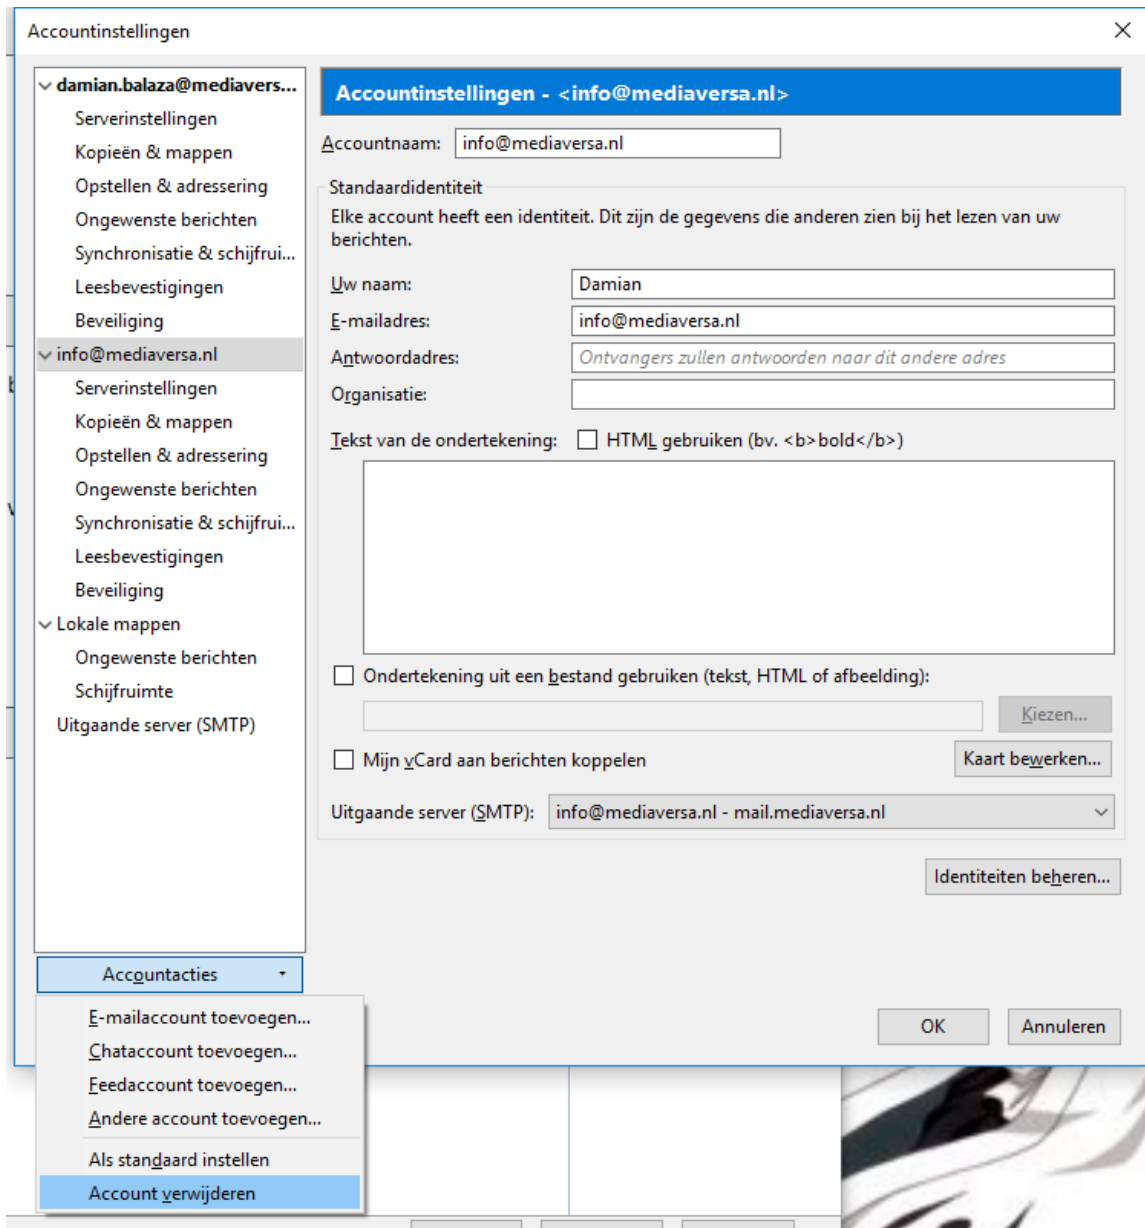 Accountinstellingen
damian.balaza@mediavers...
Serverinstellingen
Kopieën & mappen
Opstellen & adressering
Ongewenste berichten
Synchronisatie & schijfrui...
Leesbevestigingen
Beveiliging
info@mediaversa.nl
Serverinstellingen
Kopieën & mappen
Opstellen & adressering
Ongewenste berichten
Synchronisatie & schijfrui...
Leesbevestigingen
Beveiliging
Lokale mappen
Ongewenste berichten
Schijfruimte
Uitgaande server (SMTP)
Accountinstellingen - <info@mediaversa.nl>
Accountnaam: info@mediaversa.nl
Standaardidentiteit
Elke account heeft een identiteit. Dit zijn de gegevens die anderen zien bij het lezen van uw
berichten.
Uw naam: Damian
E-mailadres: info@mediaversa.nl
Antwoordadres: Ontvangers zullen antwoorden naar dit andere adres
Organisatie:
Tekst van de ondertekening: HTML gebruiken (bv. <b>bold</b>)
Ondertekening uit een bestand gebruiken (tekst, HTML of afbeelding):
Kiezen...
Mijn vCard aan berichten koppelen
Kaart bewerken...
Uitgaande server (SMTP): info@mediaversa.nl - mail.mediaversa.nl
Identiteiten beheren...
Accountacties
E-mailaccount toevoegen...
Chataccount toevoegen...
Feedaccount toevoegen...
Andere account toevoegen...
Als standaard instellen
Account verwijderen
OK Annuleren